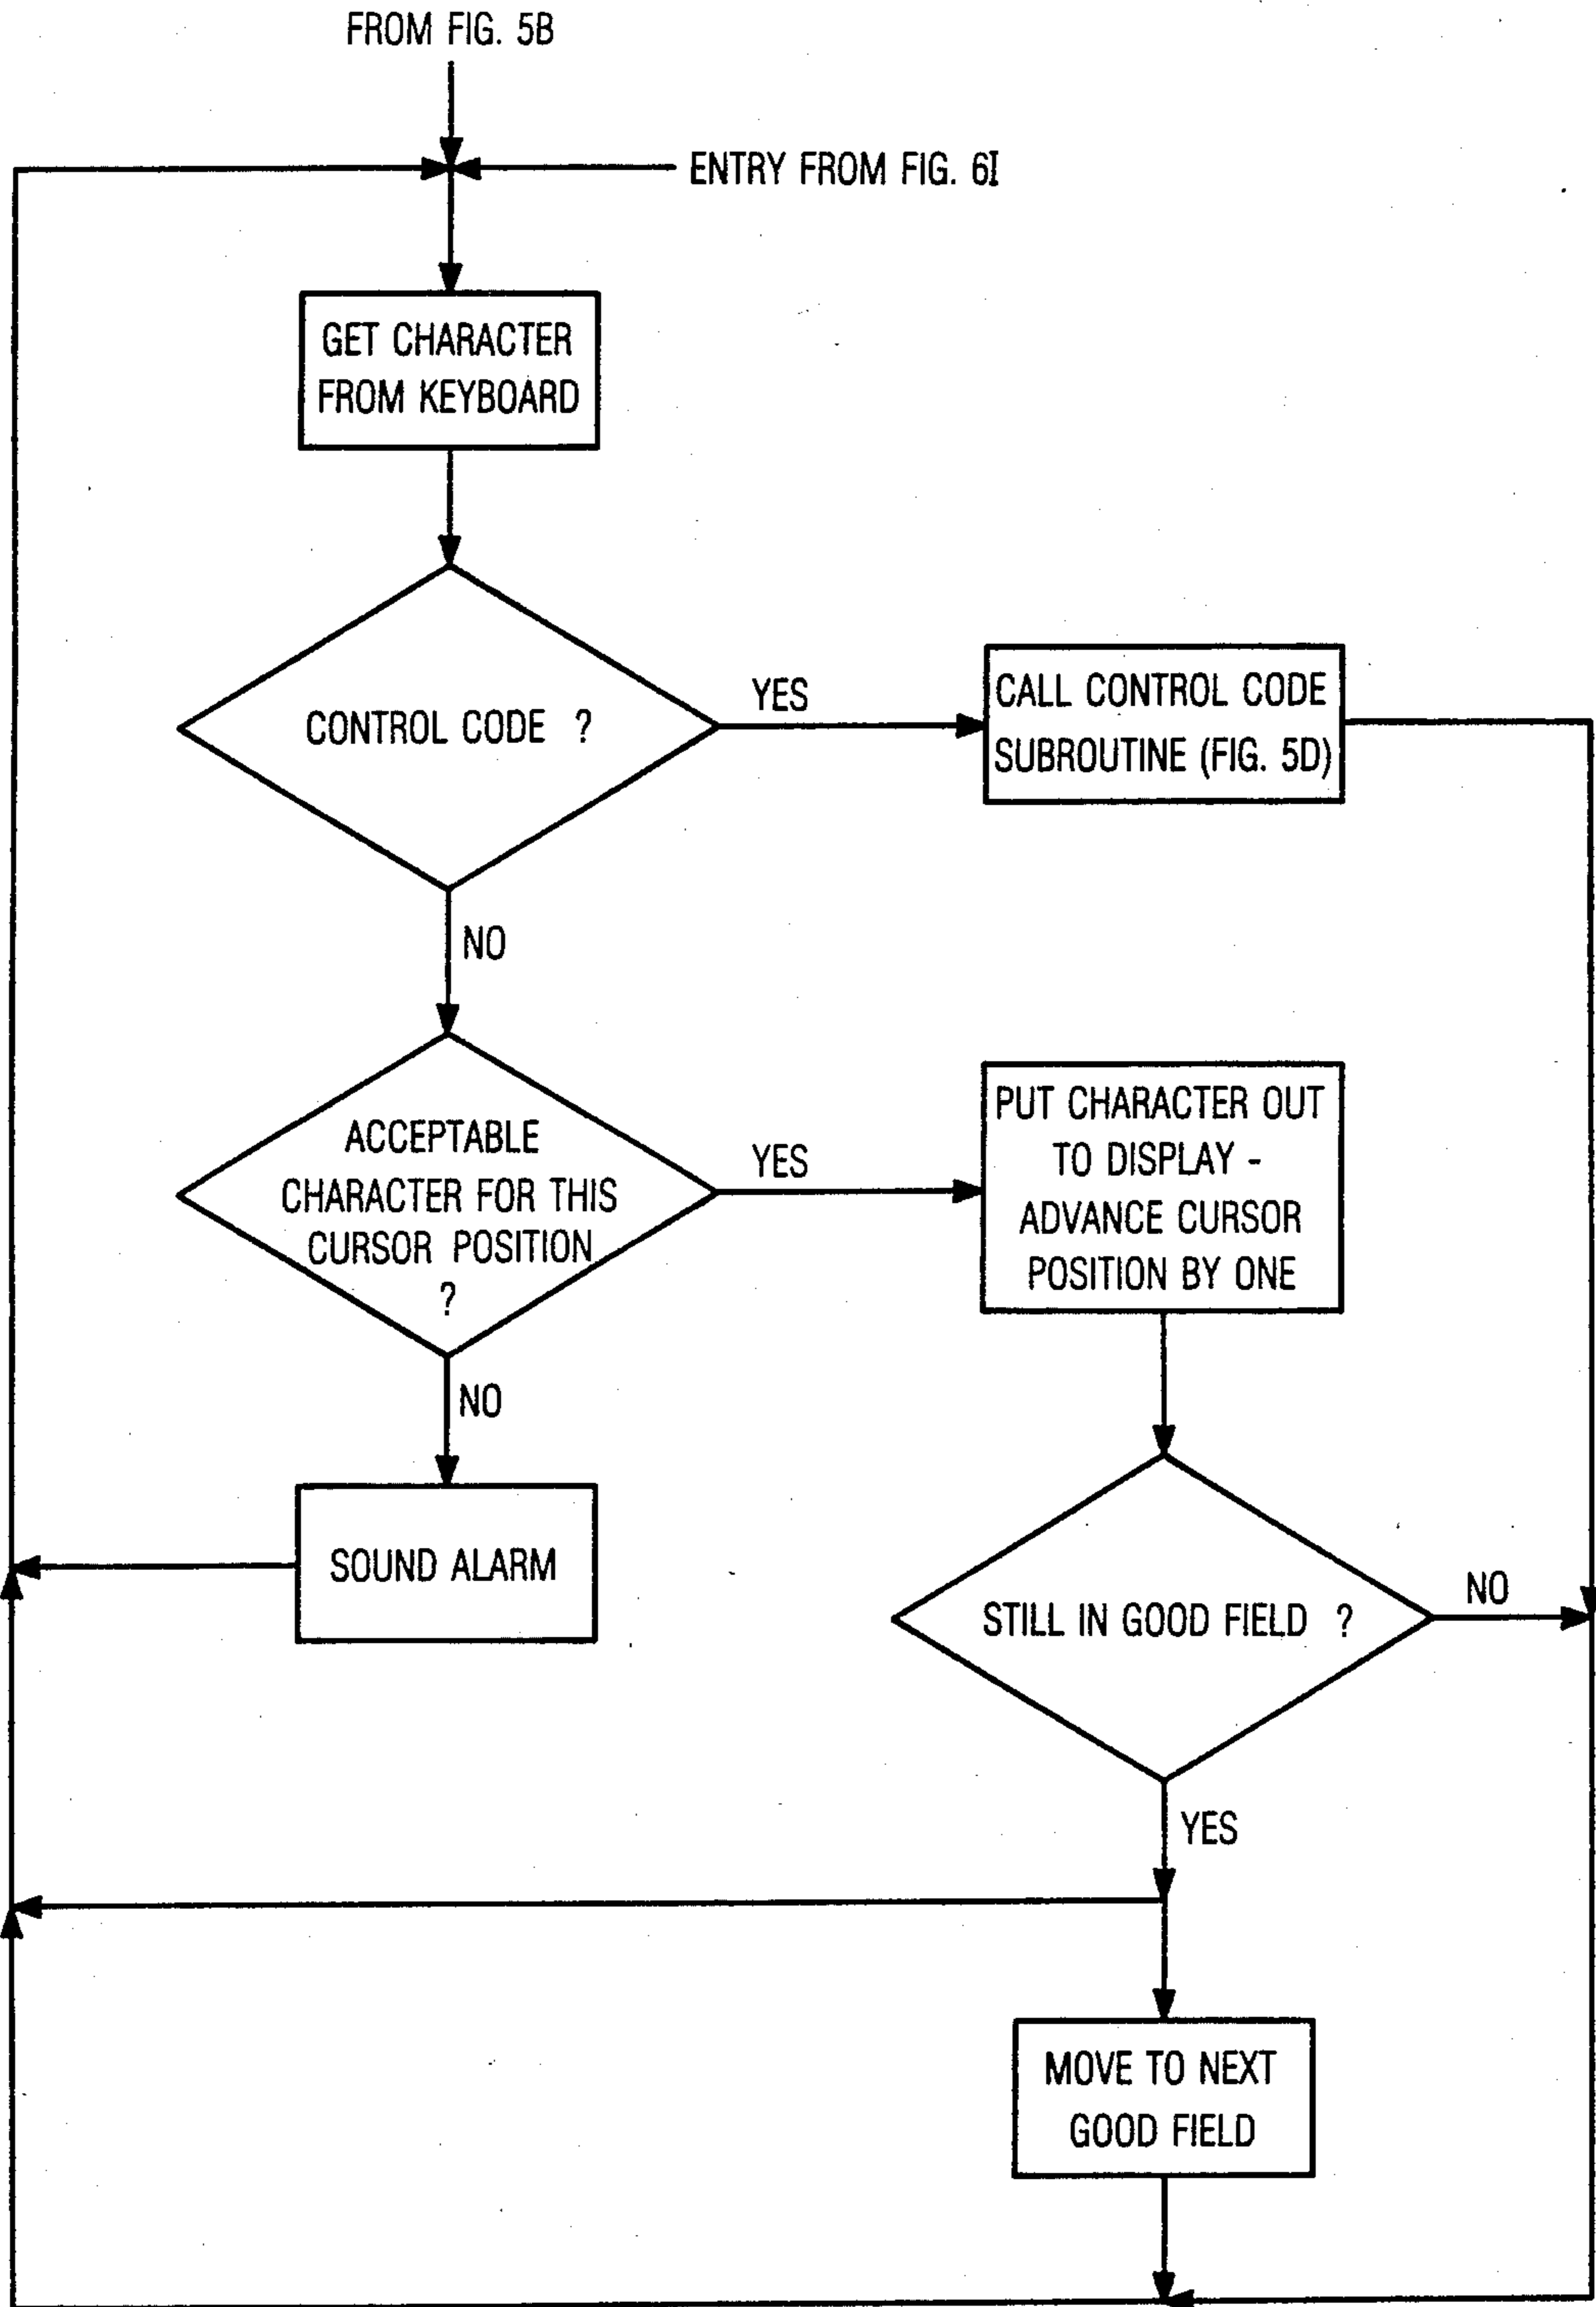 FROM FIG. 5B
ENTRY FROM FIG. 6I
GET CHARACTER
FROM KEYBOARD
CONTROL CODE ?
YES
CALL CONTROL CODE
SUBROUTINE (FIG. 5D)
NO
ACCEPTABLE
CHARACTER FOR THIS
CURSOR POSITION
?
YES
PUT CHARACTER OUT
TO DISPLAY -
ADVANCE CURSOR
POSITION BY ONE
NO
SOUND ALARM
STILL IN GOOD FIELD ?
NO
YES
MOVE TO NEXT
GOOD FIELD